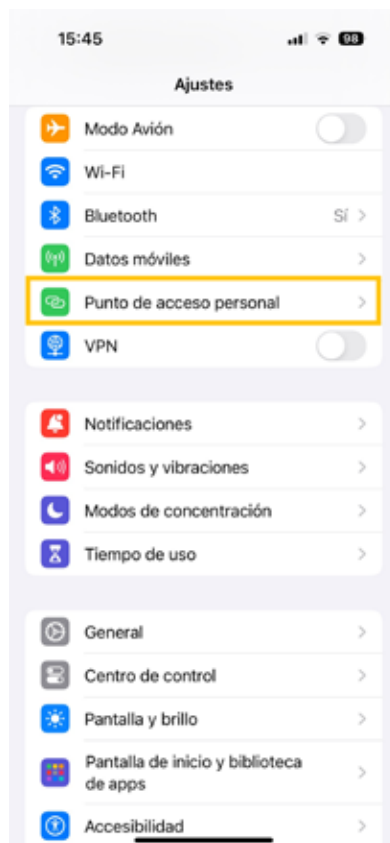 15:45
98
Ajustes
Modo Avión
Wi-Fi
Bluetooth Sí
Datos móviles
Punto de acceso personal
VPN
Notificaciones
Sonidos y vibraciones
Modos de concentración
Tiempo de uso
General
Centro de control
Pantalla y brillo
Pantalla de inicio y biblioteca
de apps
Accesibilidad